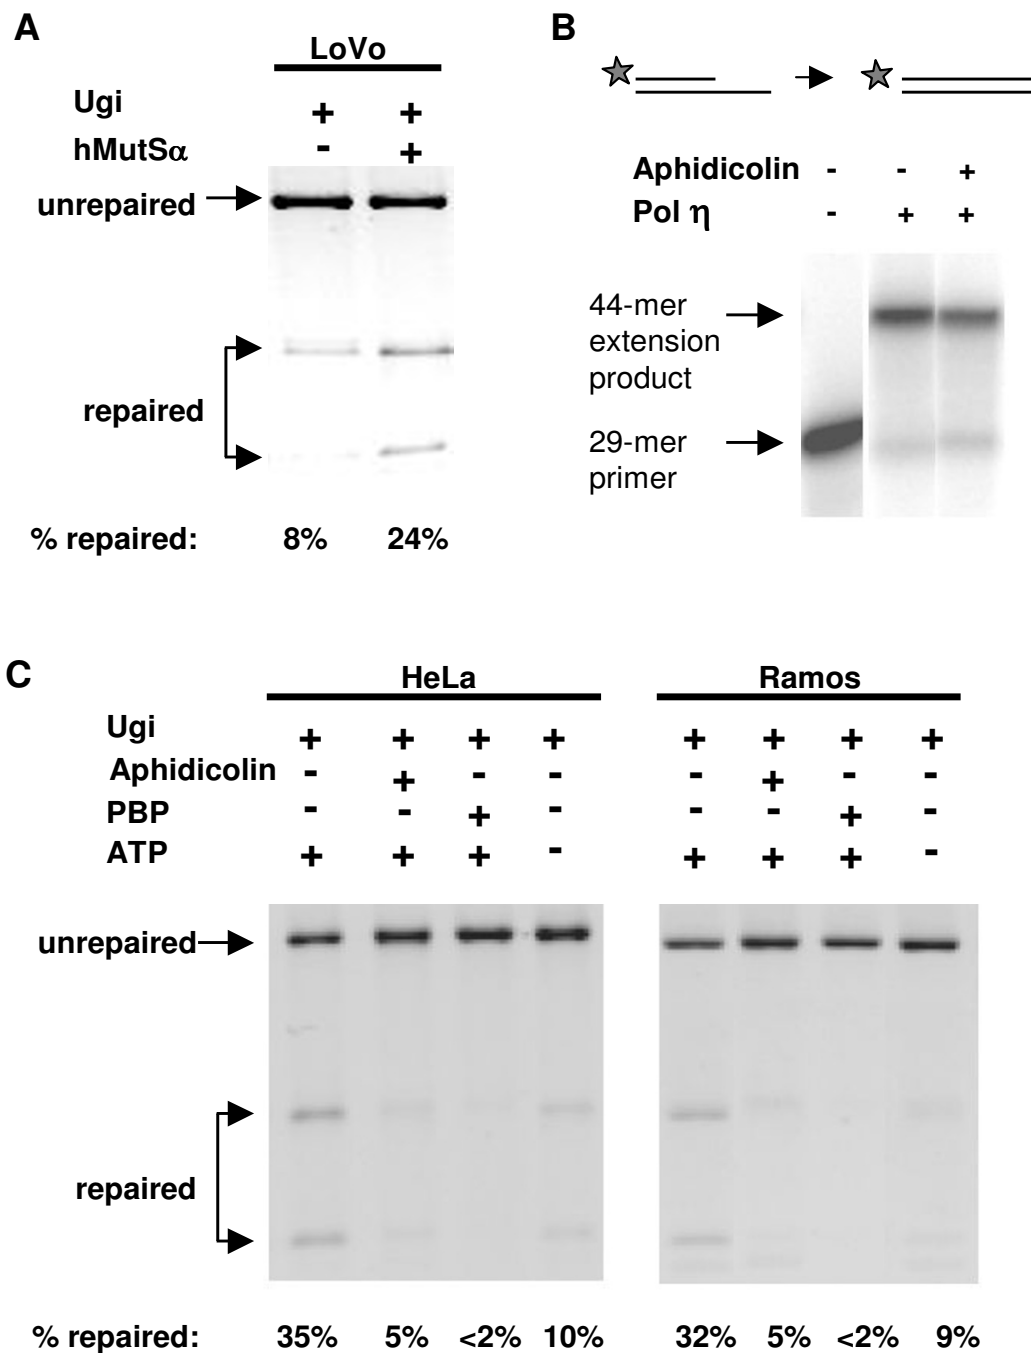 A
LoVo
Ugi + +
hMutSα - +
unrepaired
repaired
% repaired: 8% 24%
B
Aphidicolin - - +
Pol η - + +
44-mer
extension
product
29-mer
primer
C
HeLa Ramos
Ugi + + + + + + + +
Aphidicolin - + - - - + - -
PBP - - + - - - + -
ATP + + + - + + + -
unrepaired
repaired
% repaired: 35% 5% <2% 10% 32% 5% <2% 9%